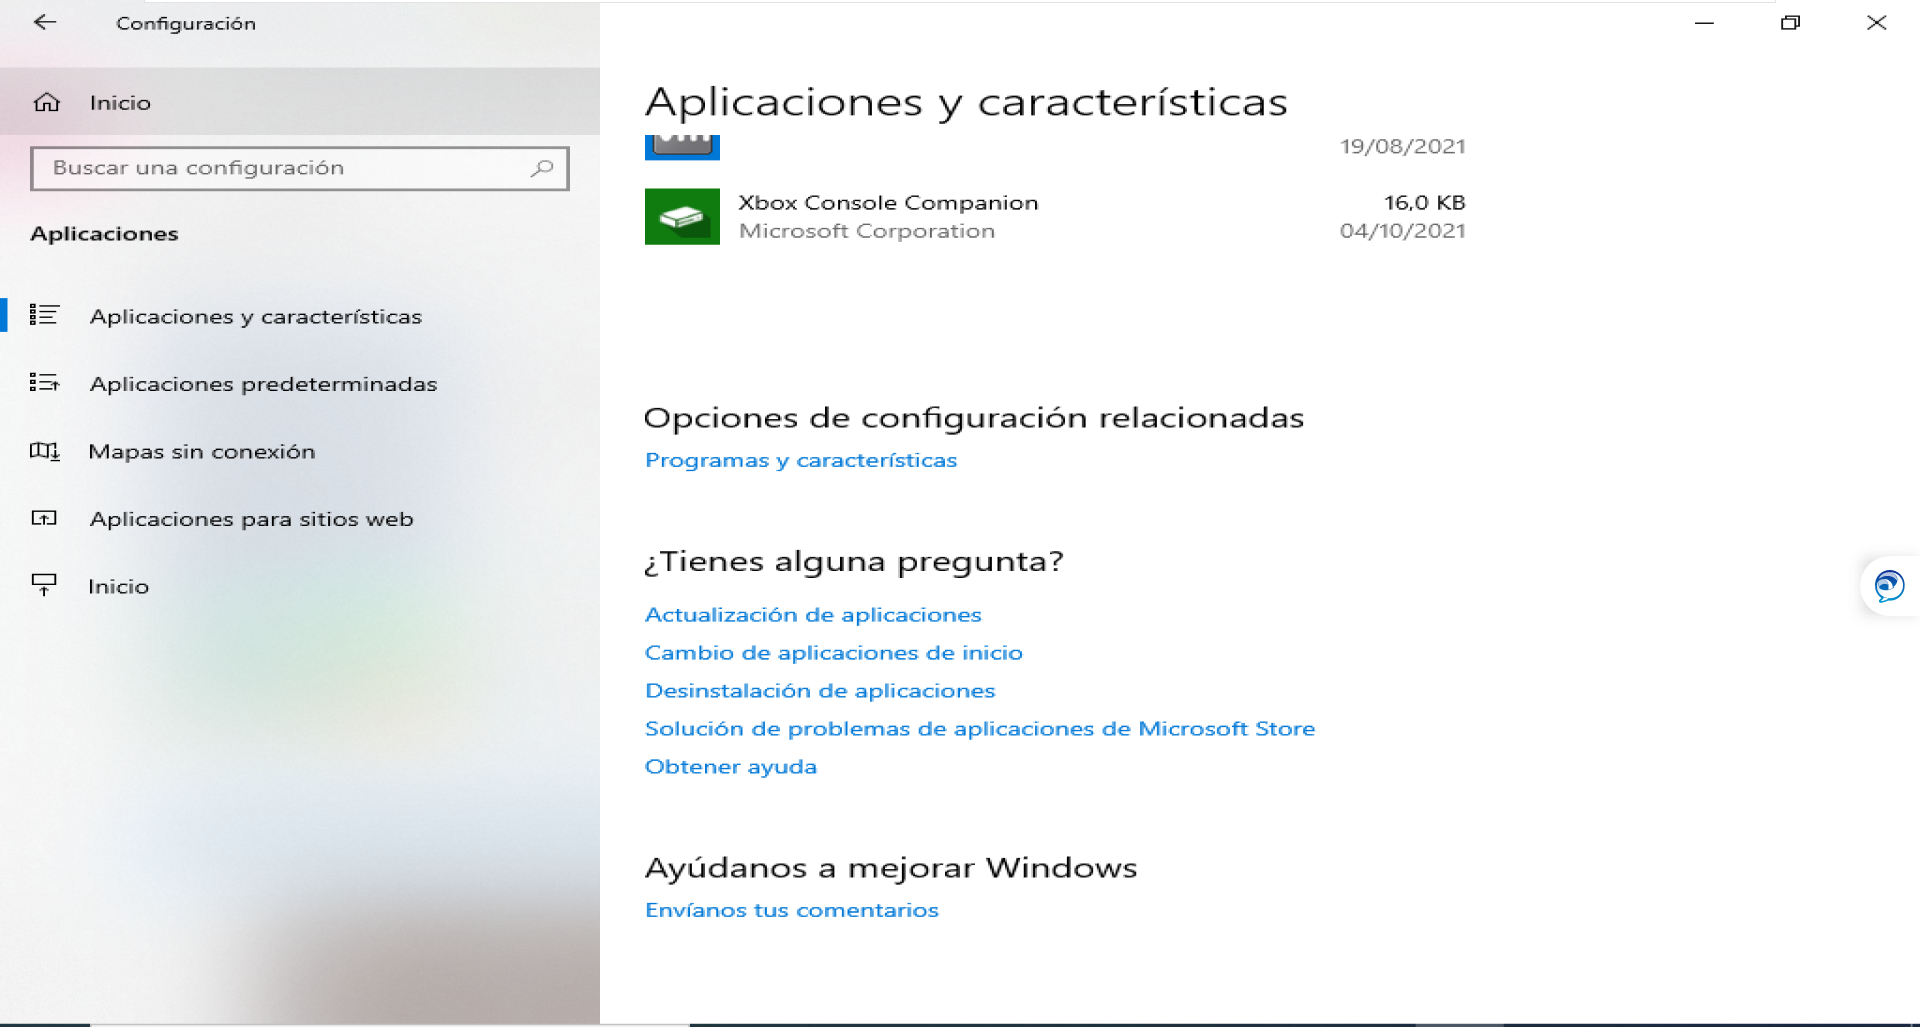 Configuración
Inicio
Buscar una configuración
Aplicaciones
Aplicaciones y características
Aplicaciones predeterminadas
Mapas sin conexión
Aplicaciones para sitios web
Inicio
Aplicaciones y características
19/08/2021
Xbox Console Companion
16,0 KB
Microsoft Corporation
04/10/2021
Opciones de configuración relacionadas
Programas y características
¿Tienes alguna pregunta?
Actualización de aplicaciones
Cambio de aplicaciones de inicio
Desinstalación de aplicaciones
Solución de problemas de aplicaciones de Microsoft Store
Obtener ayuda
Ayúdanos a mejorar Windows
Envíanos tus comentarios